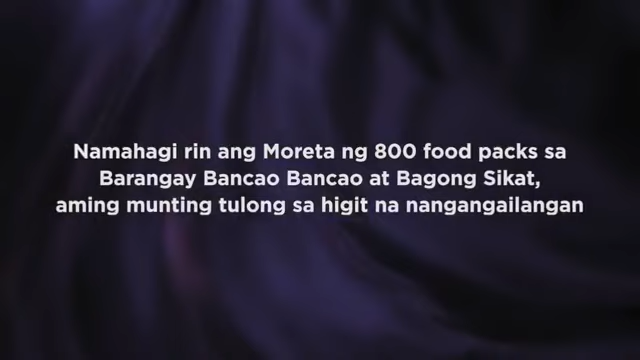 Namahagi rin ang Moreta ng 800 food packs sa
Barangay Bancao Bancao at Bagong Sikat,
aming munting tulong sa higit na nangangailangan